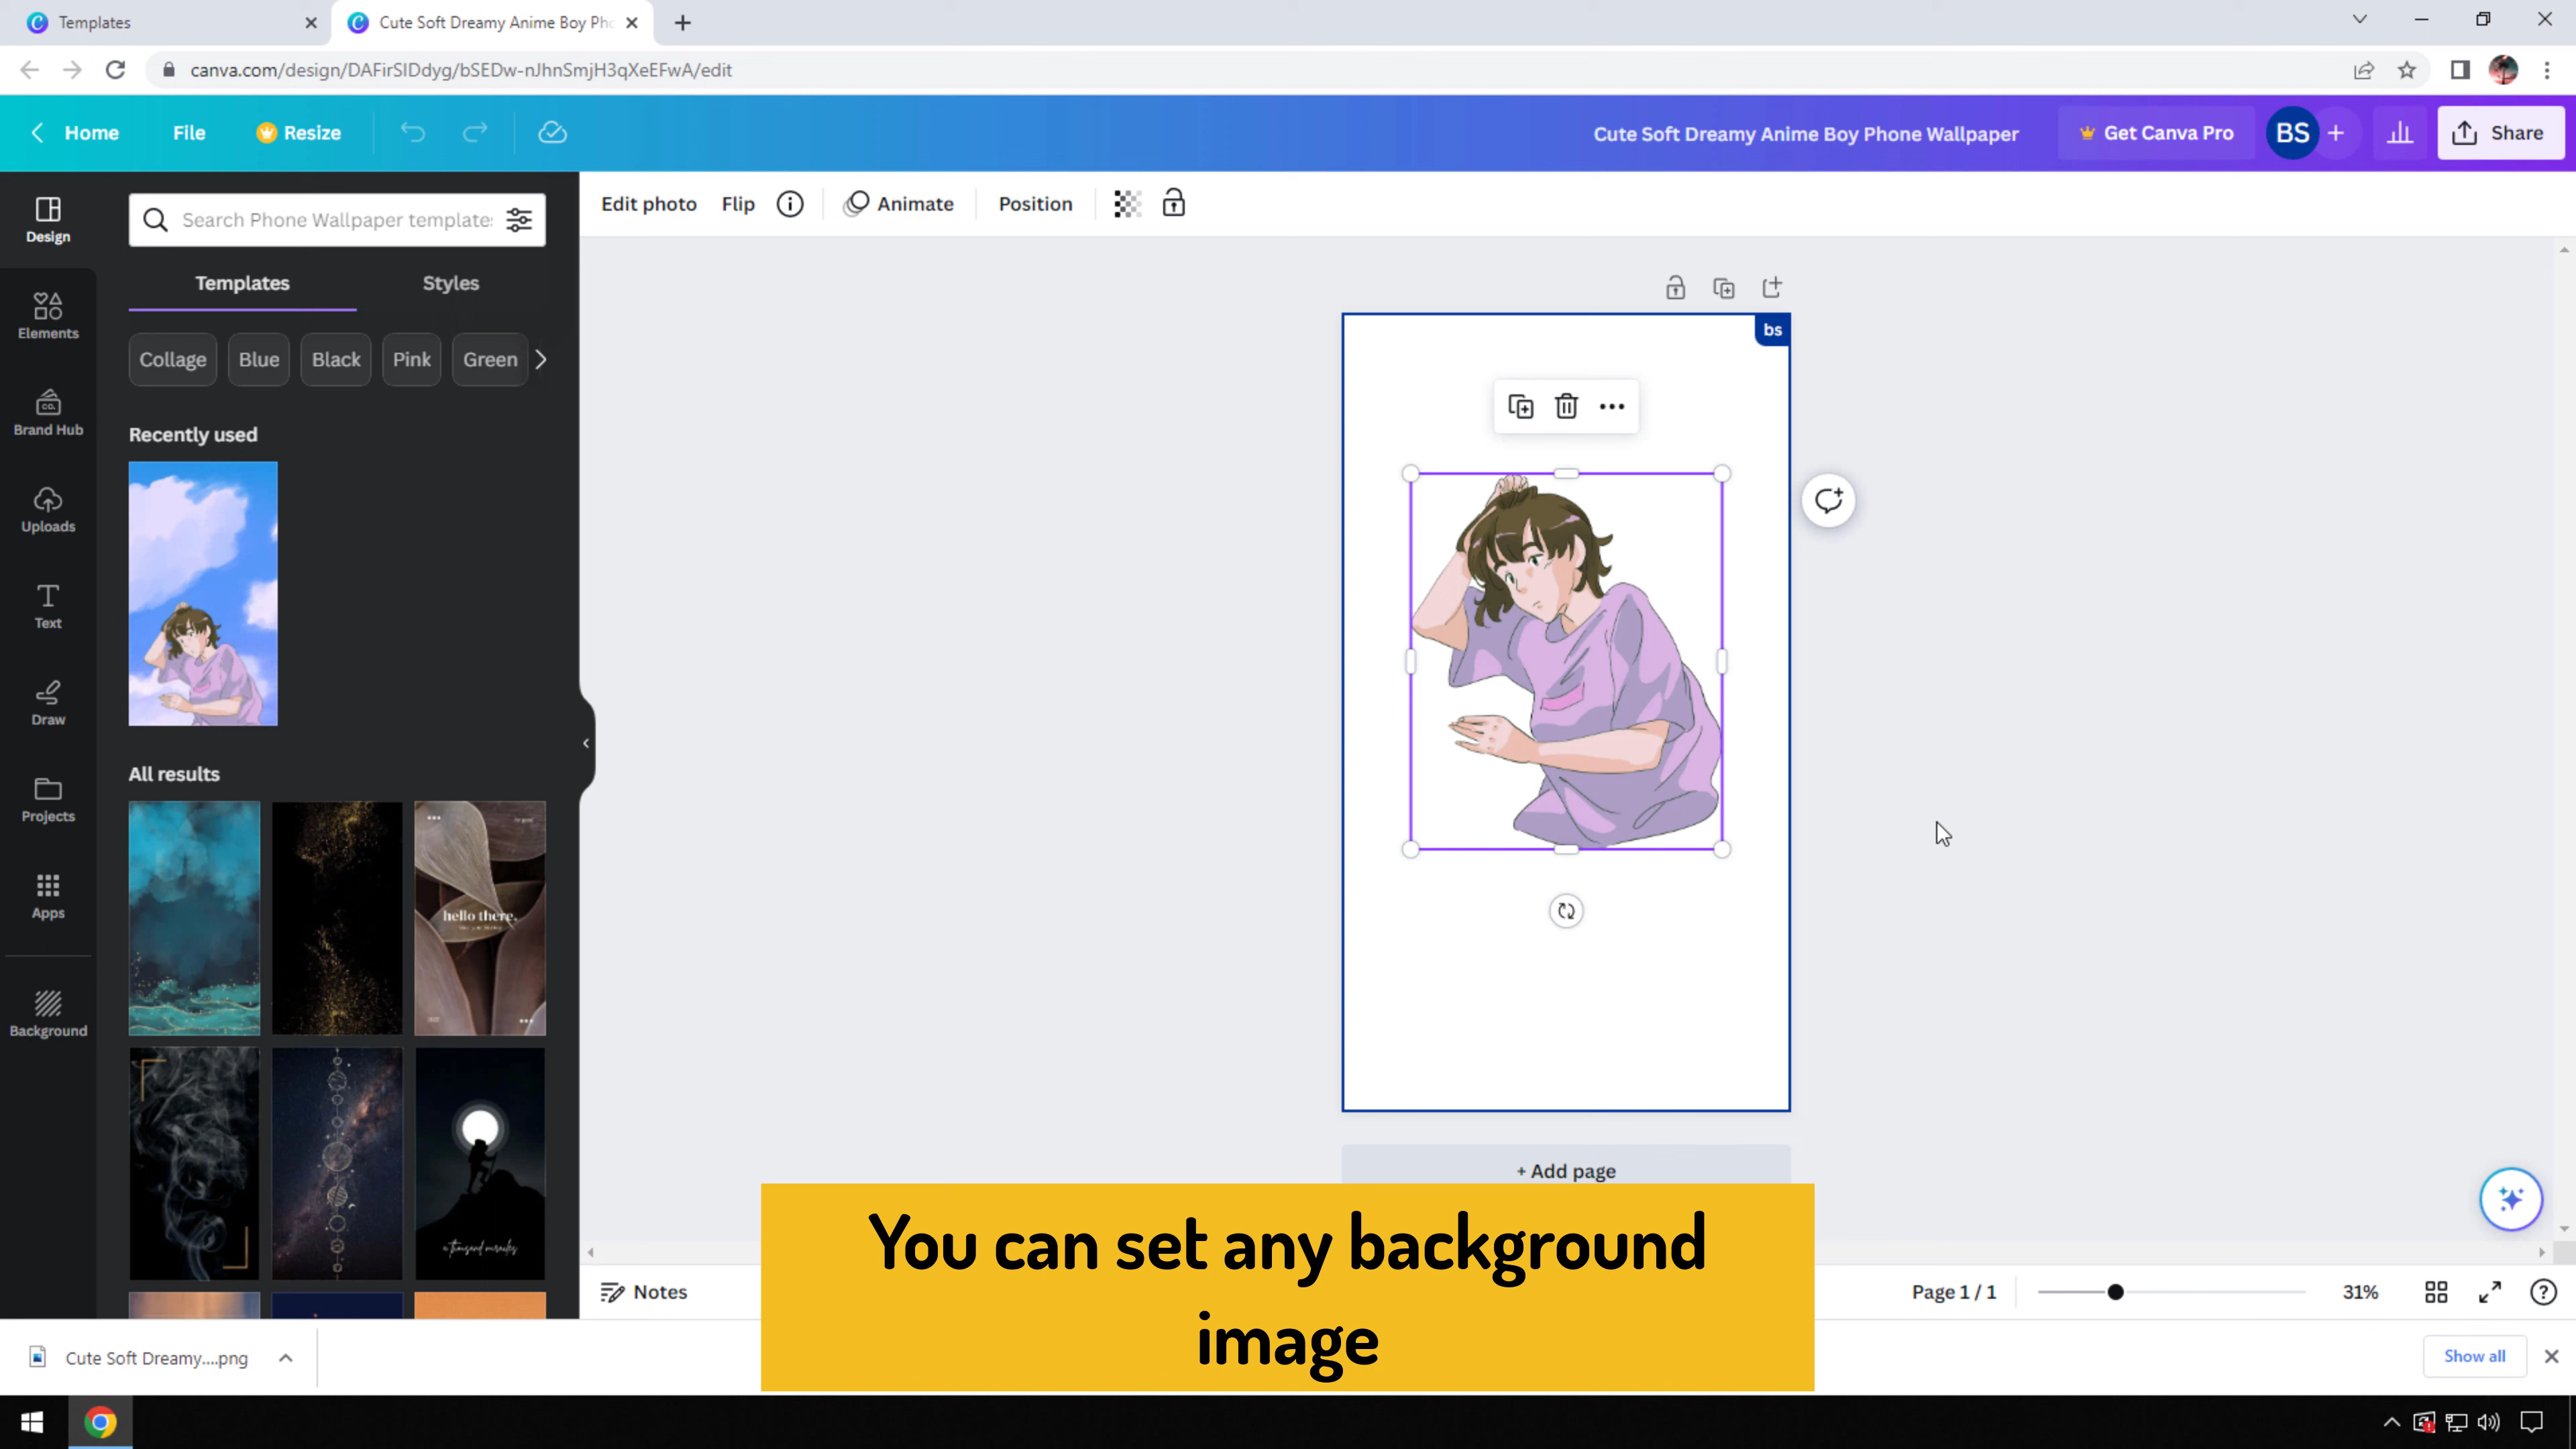 Templates
Cute Soft Dreamy Anime Boy Pho
canva.com/design/DAFirSIDdyg/bSEDw-nJhnSmjH3qXeEFwA/edit
Home
File
Resize
Cute Soft Dreamy Anime Boy Phone Wallpaper
Get Canva Pro
BS
Share
Design
Search Phone Wallpaper templates
Edit photo
Flip
Animate
Position
Templates
Styles
Elements
bs
Collage
Blue
Black
Pink
Green
Brand Hub
Recently used
Uploads
Text
Draw
All results
Projects
hello there.
Apps
Background
a thousand miracles
+ Add page
You can set any background
image
Notes
Page 1 / 1
31%
Cute Soft Dreamy....png
Show all